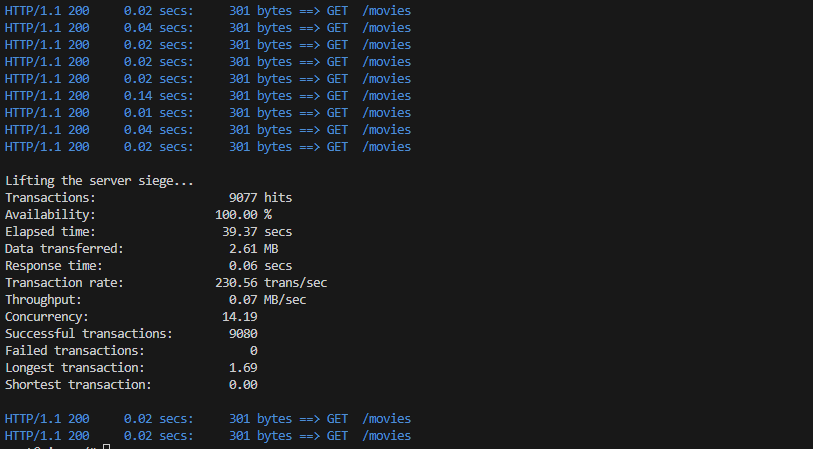 HTTP/1.1 200     0.02 secs:     301 bytes ==> GET  /movies
HTTP/1.1 200     0.04 secs:     301 bytes ==> GET  /movies
HTTP/1.1 200     0.02 secs:     301 bytes ==> GET  /movies
HTTP/1.1 200     0.02 secs:     301 bytes ==> GET  /movies
HTTP/1.1 200     0.02 secs:     301 bytes ==> GET  /movies
HTTP/1.1 200     0.14 secs:     301 bytes ==> GET  /movies
HTTP/1.1 200     0.01 secs:     301 bytes ==> GET  /movies
HTTP/1.1 200     0.04 secs:     301 bytes ==> GET  /movies
HTTP/1.1 200     0.02 secs:     301 bytes ==> GET  /movies
Lifting the server siege...
Transactions:                   9077 hits
Availability:                 100.00 %
Elapsed time:                  39.37 secs
Data transferred:               2.61 MB
Response time:                  0.06 secs
Transaction rate:             230.56 trans/sec
Throughput:                     0.07 MB/sec
Concurrency:                   14.19
Successful transactions:        9080
Failed transactions:               0
Longest transaction:            1.69
Shortest transaction:           0.00
HTTP/1.1 200     0.02 secs:     301 bytes ==> GET  /movies
HTTP/1.1 200     0.02 secs:     301 bytes ==> GET  /movies